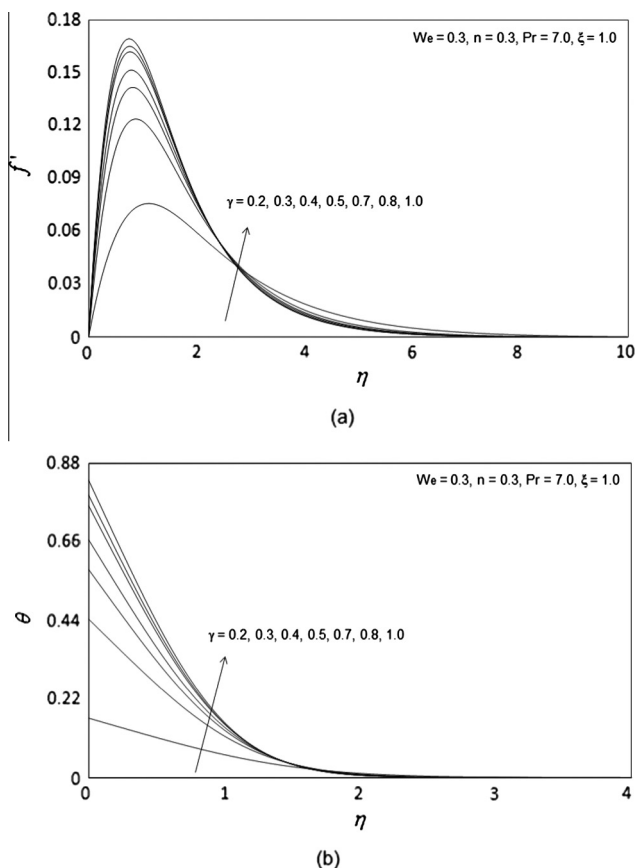 0.18
We = 0.3, n = 0.3, Pr = 7.0, ξ = 1.0
0.15
0.12
f'
0.09
γ = 0.2, 0.3, 0.4, 0.5, 0.7, 0.8, 1.0
0.06
0.03
0
0 2 4 6 8 10
η
(a)
0.88
We = 0.3, n = 0.3, Pr = 7.0, ξ = 1.0
0.66
θ
0.44
γ = 0.2, 0.3, 0.4, 0.5, 0.7, 0.8, 1.0
0.22
0
0 1 2 3 4
η
(b)